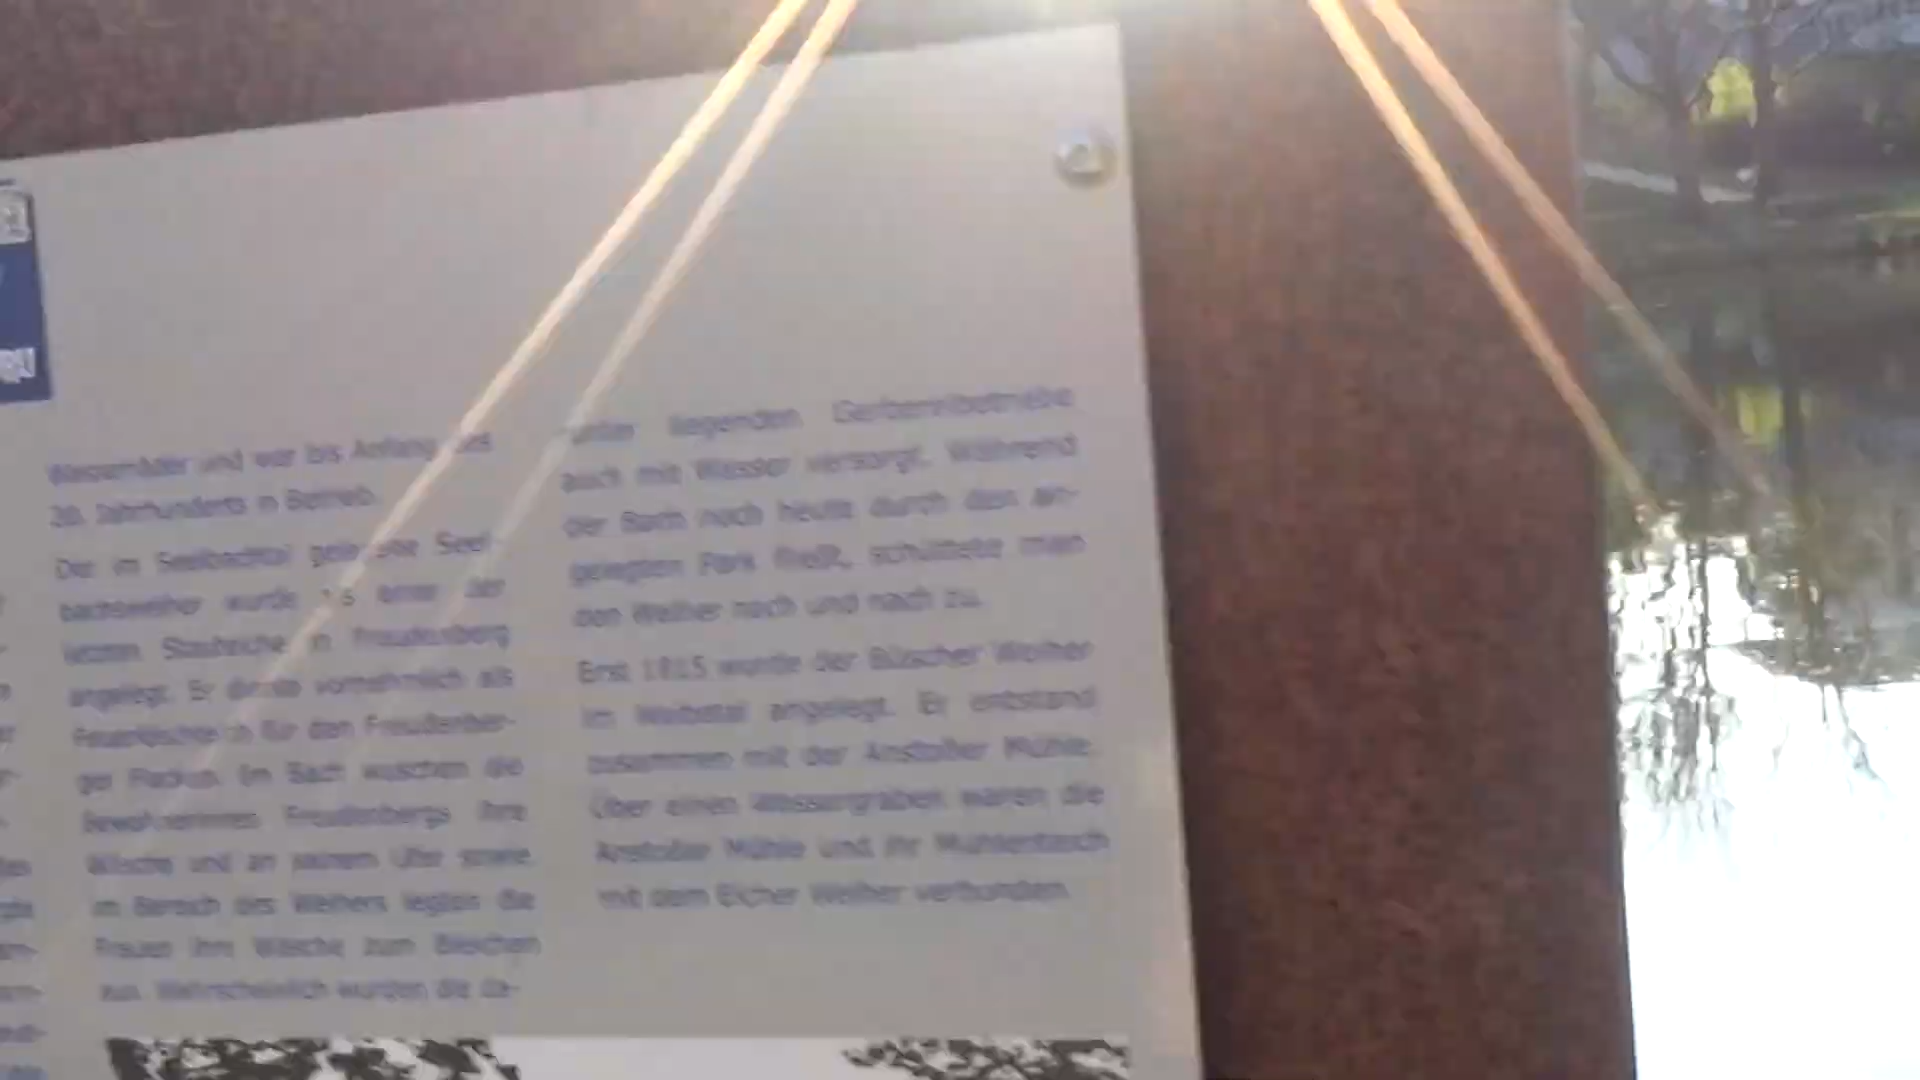 Wasserräder und war bis Anfang des
20. Jahrhunderts in Betrieb.
Der im Seelbachtal gelegene Seel-
bachsweiher wurde als einer der
letzten Stauteiche in Freudenberg
angelegt. Er diente vornehmlich als
für den Freudenber-
ger Flecken. Im Bach wuschen die
Bewohnerinnen Freudenbergs ihre
Wäsche und an seinem Ufer sowie
im Bereich des Weihers legten die
Frauen ihre Wäsche zum Bleichen
aus. Wahrscheinlich wurden die da-
unter liegenden Gerbereibetriebe
auch mit Wasser versorgt. Während
der Bach noch heute durch den an-
gelegten Park fließt, schüttete man
den Weiher nach und nach zu.
Erst 1815 wurde der Büscher Weiher
im Weibetal angelegt. Er entstand
zusammen mit der Anstoßer Mühle.
Über einen Wassergraben waren die
Anstoßer Mühle und ihr Mühlenteich
mit dem Eicher Weiher verbunden.